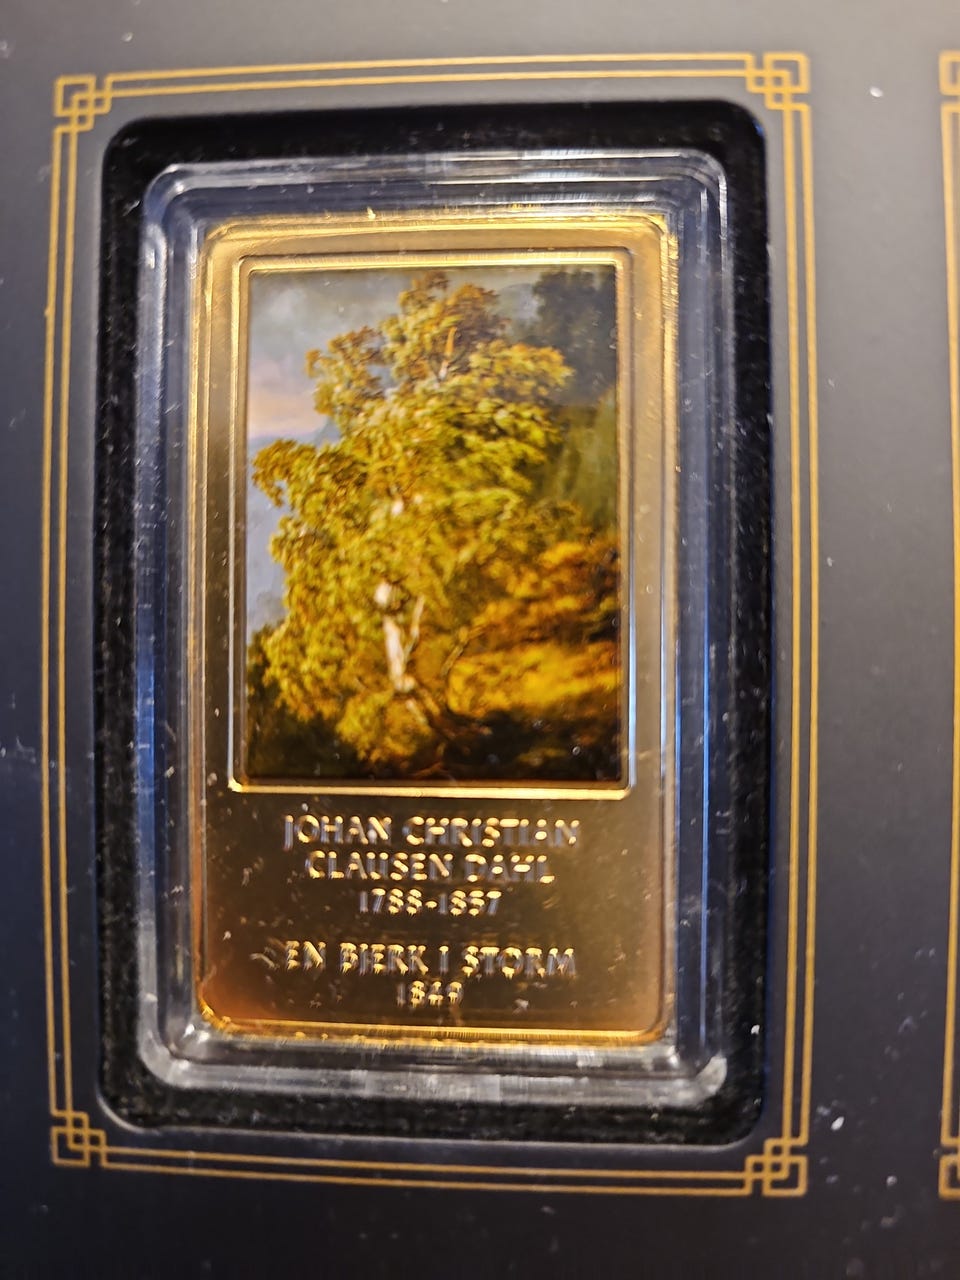 JOHAN CHRISTIAN
CLAUSEN DAHL
1788-1857
EN BJERK I STORM
1849